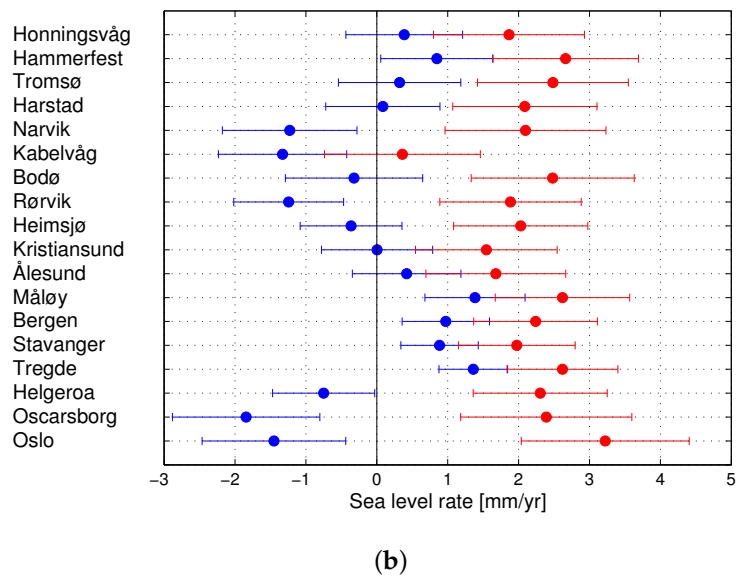 Honningsvåg
Hammerfest
Tromsø
Harstad
Narvik
Kabelvåg
Bodø
Rørvik
Heimsjø
Kristiansund
Ålesund
Måløy
Bergen
Stavanger
Tregde
Helgeroa
Oscarsborg
Oslo
−3 −2 −1 0 1 2 3 4 5
Sea level rate [mm/yr]
(b)